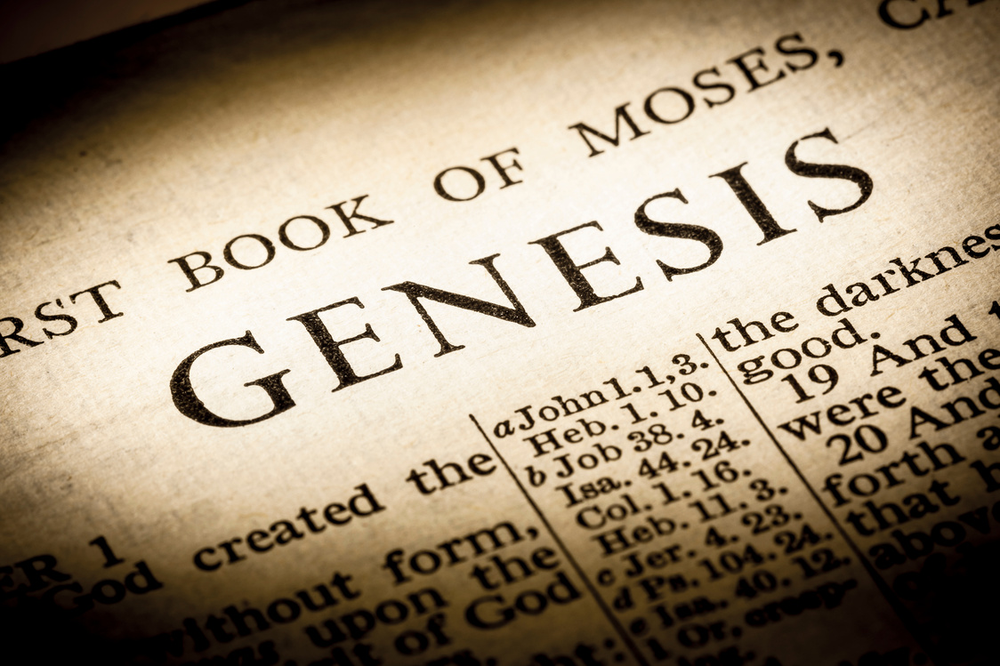 RST BOOK OF MOSES, CA
GENESIS
ER 1
God created the
without form,
upon the
of God
aJohn1.1,3.
Heb. 1. 10.
b Job 38. 4.
Isa. 44. 24.
Col. 1. 16.
Heb. 11. 3.
c Jer. 4. 23.
d Ps. 104. 24.
e Isa. 40. 12.
1 Or, creep-
the darknes
good.
19 And t
were the
20 And
forth a
that h
above